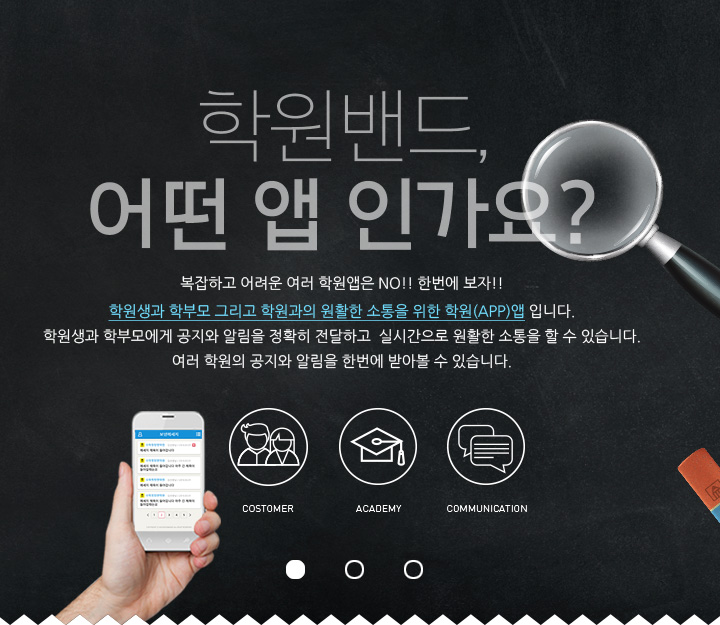 학원밴드,
어떤 앱 인가요?
복잡하고 어려운 여러 학원앱은 NO!! 한번에 보자!!
학원생과 학부모 그리고 학원과의 원활한 소통을 위한 학원(APP)앱 입니다.
학원생과 학부모에게 공지와 알림을 정확히 전달하고 실시간으로 원활한 소통을 할 수 있습니다.
여러 학원의 공지와 알림을 한번에 받아볼 수 있습니다.
COSTOMER
ACADEMY
COMMUNICATION